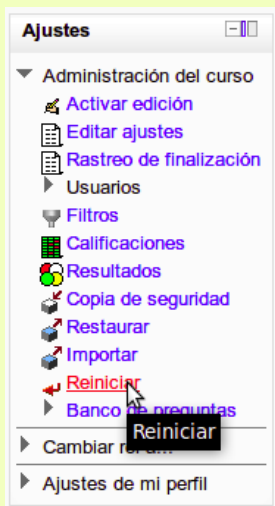 Ajustes
Administración del curso
Activar edición
Editar ajustes
Rastreo de finalización
Usuarios
Filtros
Calificaciones
Resultados
Copia de seguridad
Restaurar
Importar
Reiniciar
Banco de preguntas
Reiniciar
Cambiar rol a...
Ajustes de mi perfil